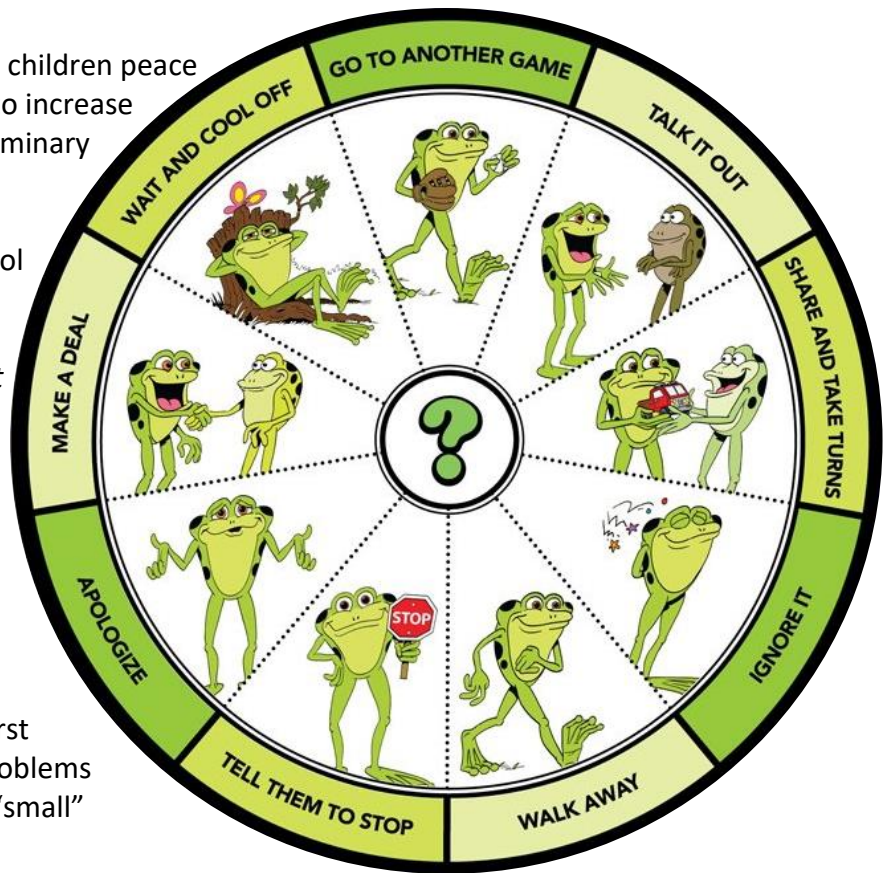 children peace
o increase
minary
ol
rst
oblems
/small”
GO TO ANOTHER GAME
TALK IT OUT
SHARE AND TAKE TURNS
IGNORE IT
WALK AWAY
TELL THEM TO STOP
APOLOGIZE
MAKE A DEAL
WAIT AND COOL OFF
?
STOP